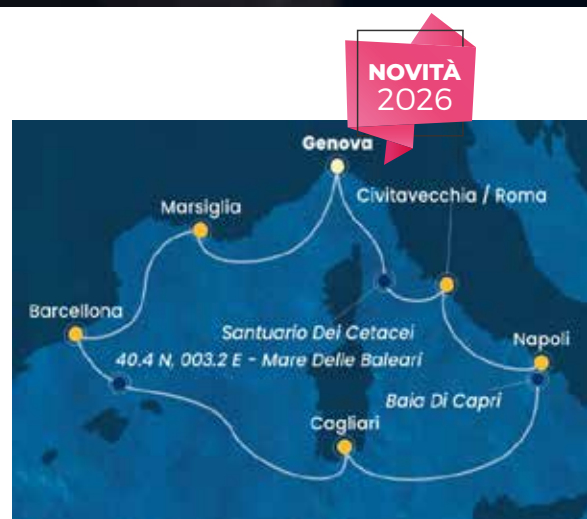 NOVITÀ
2026
Genova
Civitavecchia / Roma
Marsiglia
Barcellona
Santuario Dei Cetacei
40.4 N, 003.2 E - Mare Delle Baleari
Napoli
Baia Di Capri
Cagliari